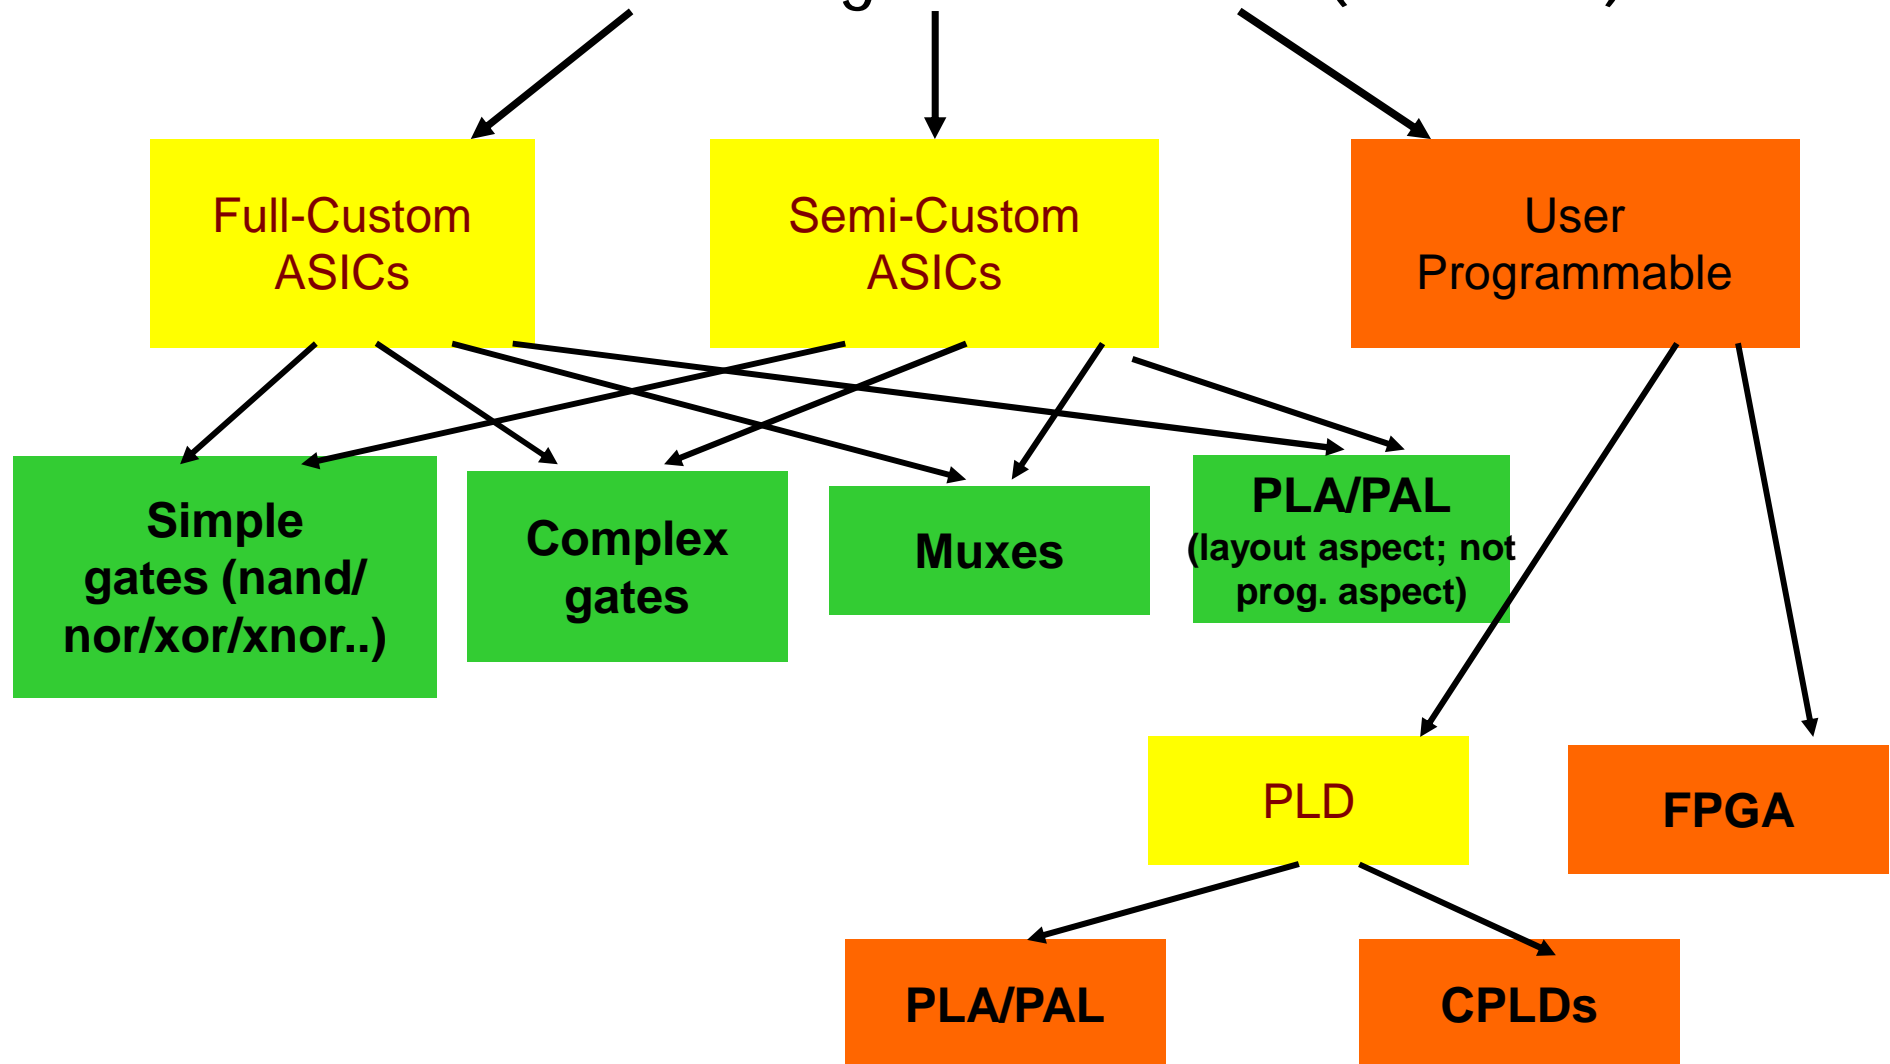 Full-Custom
ASICs
Semi-Custom
ASICs
User
Programmable
Simple
gates (nand/
nor/xor/xnor..)
Complex
gates
Muxes
PLA/PAL
(layout aspect; not
prog. aspect)
PLD
FPGA
PLA/PAL
CPLDs